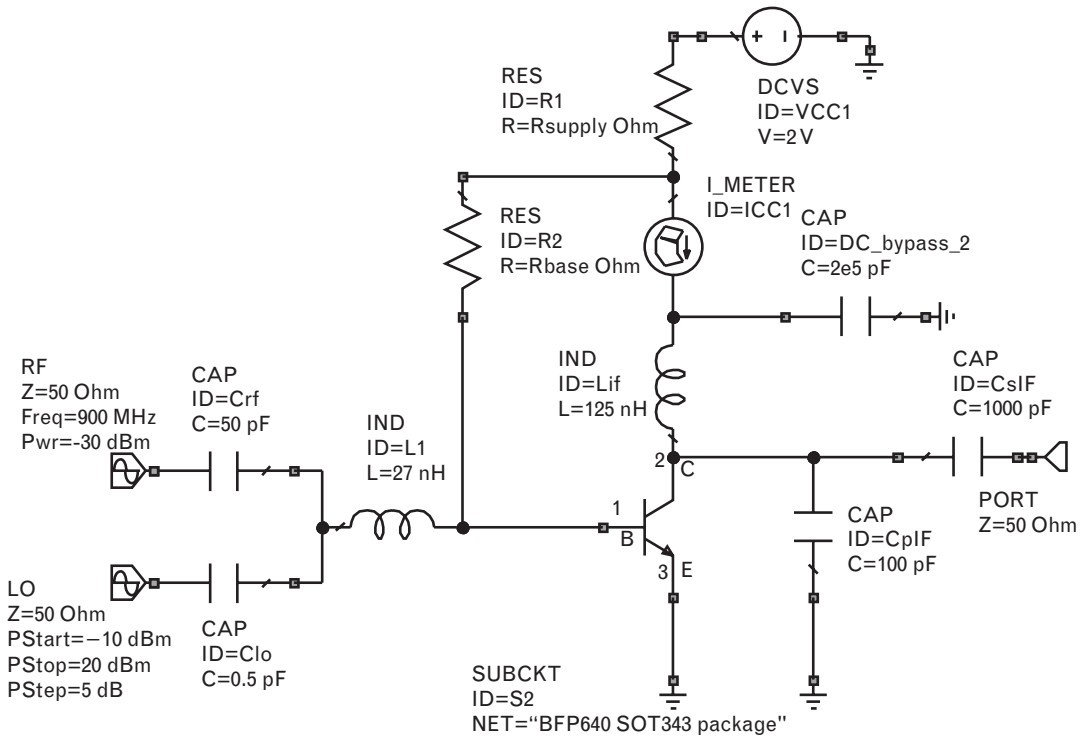 RES
ID=R1
R=Rsupply Ohm
+
DCVS
ID=VCC1
V=2 V
I_METER
ID=ICC1
RES
ID=R2
R=Rbase Ohm
CAP
ID=DC_bypass_2
C=2e5 pF
RF
Z=50 Ohm
Freq=900 MHz
Pwr=-30 dBm
CAP
ID=Crf
C=50 pF
IND
ID=L1
L=27 nH
IND
ID=Lif
L=125 nH
CAP
ID=CsIF
C=1000 pF
PORT
Z=50 Ohm
2
C
1
B
3
E
CAP
ID=CpIF
C=100 pF
LO
Z=50 Ohm
PStart=−10 dBm
PStop=20 dBm
PStep=5 dB
CAP
ID=Clo
C=0.5 pF
SUBCKT
ID=S2
NET=“BFP640 SOT343 package"